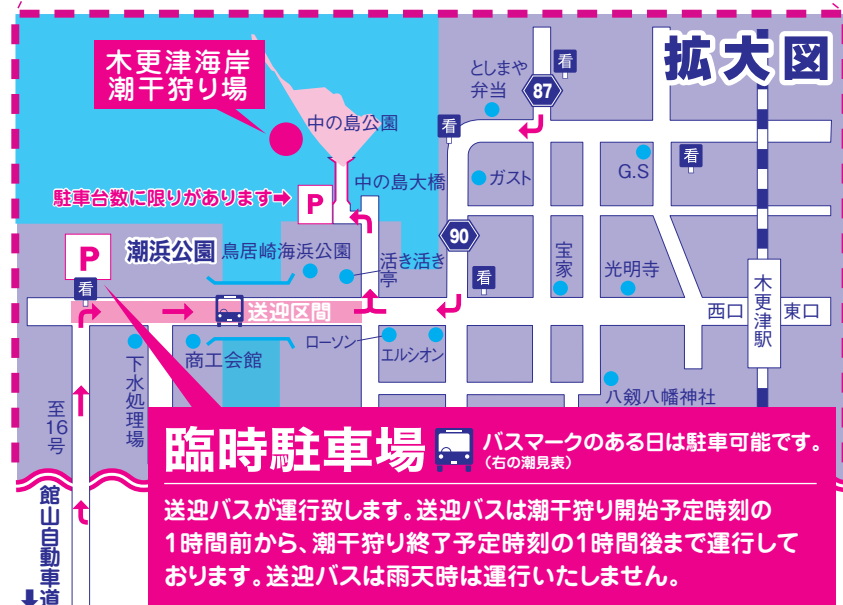 拡大図
木更津海岸
潮干狩り場
としまや
弁当
看
87
看
中の島公園
看
G.S
ガスト
中の島大橋
駐車台数に限りがあります➡
P
90
潮浜公園
鳥居崎海浜公園
P
看
活き活き
亭
看
宝家
光明寺
木更津駅
西口
東口
送迎区間
ローソン
エルシオン
商工会館
下水処理場
八剱八幡神社
至16号
館山自動車道
臨時駐車場
バスマークのある日は駐車可能です。
(右の潮見表)
送迎バスが運行致します。送迎バスは潮干狩り開始予定時刻の
1時間前から、潮干狩り終了予定時刻の1時間後まで運行して
おります。送迎バスは雨天時は運行いたしません。